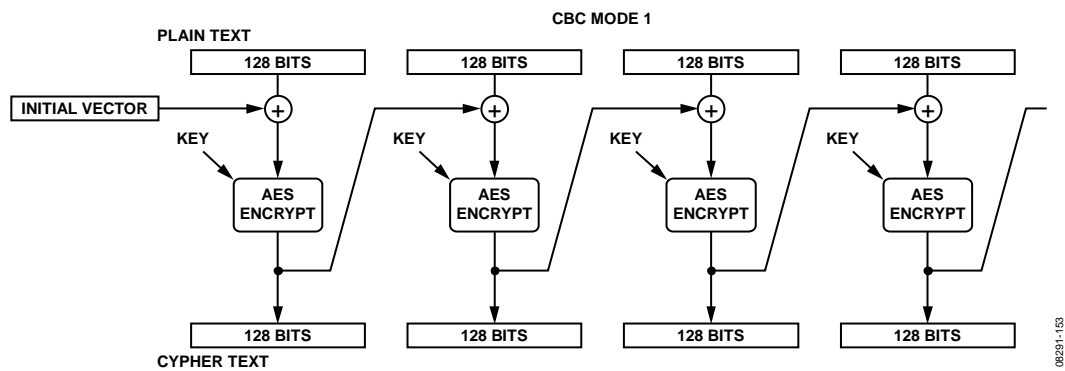 CBC MODE 1
PLAIN TEXT
128 BITS 128 BITS 128 BITS 128 BITS
INITIAL VECTOR
+ + + +
KEY KEY KEY KEY
AES AES AES AES
ENCRYPT ENCRYPT ENCRYPT ENCRYPT
128 BITS 128 BITS 128 BITS 128 BITS
CYPHER TEXT
08291-153